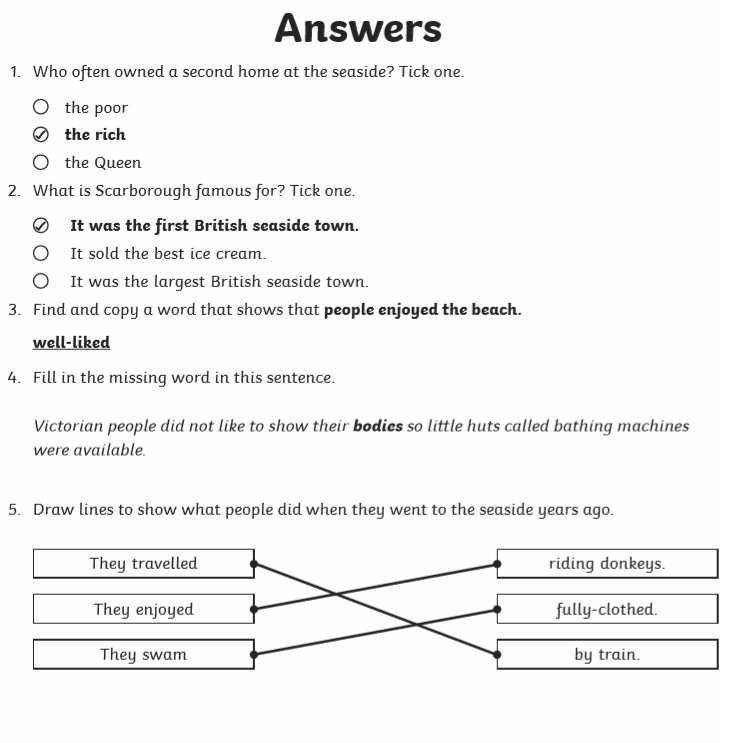 Answers
1. Who often owned a second home at the seaside? Tick one.
the poor
the rich
the Queen
2. What is Scarborough famous for? Tick one.
It was the first British seaside town.
It sold the best ice cream.
It was the largest British seaside town.
3. Find and copy a word that shows that people enjoyed the beach.
well-liked
4. Fill in the missing word in this sentence.
Victorian people did not like to show their bodies so little huts called bathing machines
were available.
5. Draw lines to show what people did when they went to the seaside years ago.
They travelled riding donkeys.
They enjoyed fully-clothed.
They swam by train.